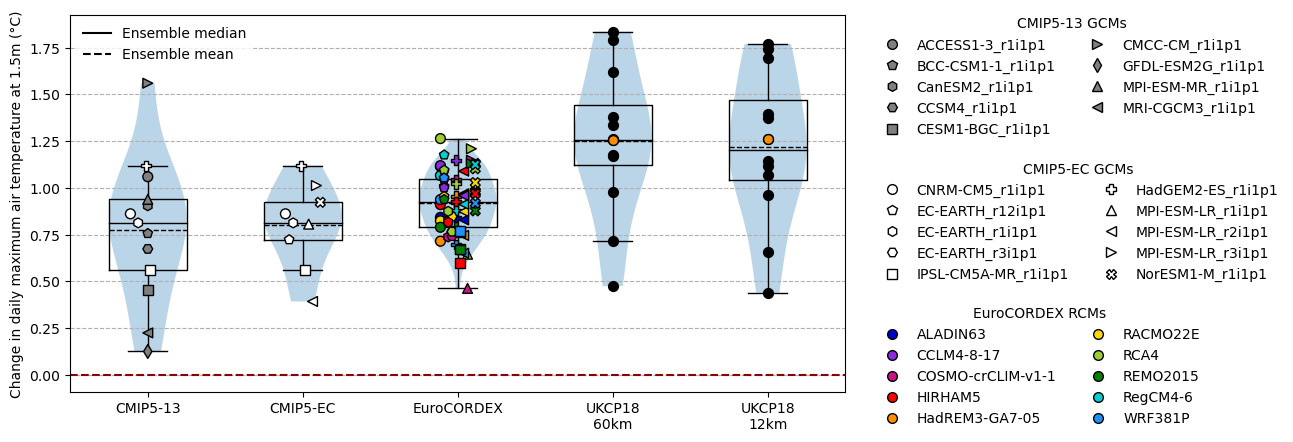 Change in daily maximum air temperature at 1.5m (°C)
Ensemble median
Ensemble mean
1.75
1.50
1.25
1.00
0.75
0.50
0.25
0.00
CMIP5-13
CMIP5-EC
EuroCORDEX
UKCP18
60km
UKCP18
12km
CMIP5-13 GCMs
ACCESS1-3_r1i1p1
BCC-CSM1-1_r1i1p1
CanESM2_r1i1p1
CCSM4_r1i1p1
CESM1-BGC_r1i1p1
CMCC-CM_r1i1p1
GFDL-ESM2G_r1i1p1
MPI-ESM-MR_r1i1p1
MRI-CGCM3_r1i1p1
CMIP5-EC GCMs
CNRM-CM5_r1i1p1
EC-EARTH_r12i1p1
EC-EARTH_r1i1p1
EC-EARTH_r3i1p1
IPSL-CM5A-MR_r1i1p1
HadGEM2-ES_r1i1p1
MPI-ESM-LR_r1i1p1
MPI-ESM-LR_r2i1p1
MPI-ESM-LR_r3i1p1
NorESM1-M_r1i1p1
EuroCORDEX RCMs
ALADIN63
CCLM4-8-17
COSMO-crCLIM-v1-1
HIRHAM5
HadREM3-GA7-05
RACMO22E
RCA4
REMO2015
RegCM4-6
WRF381P